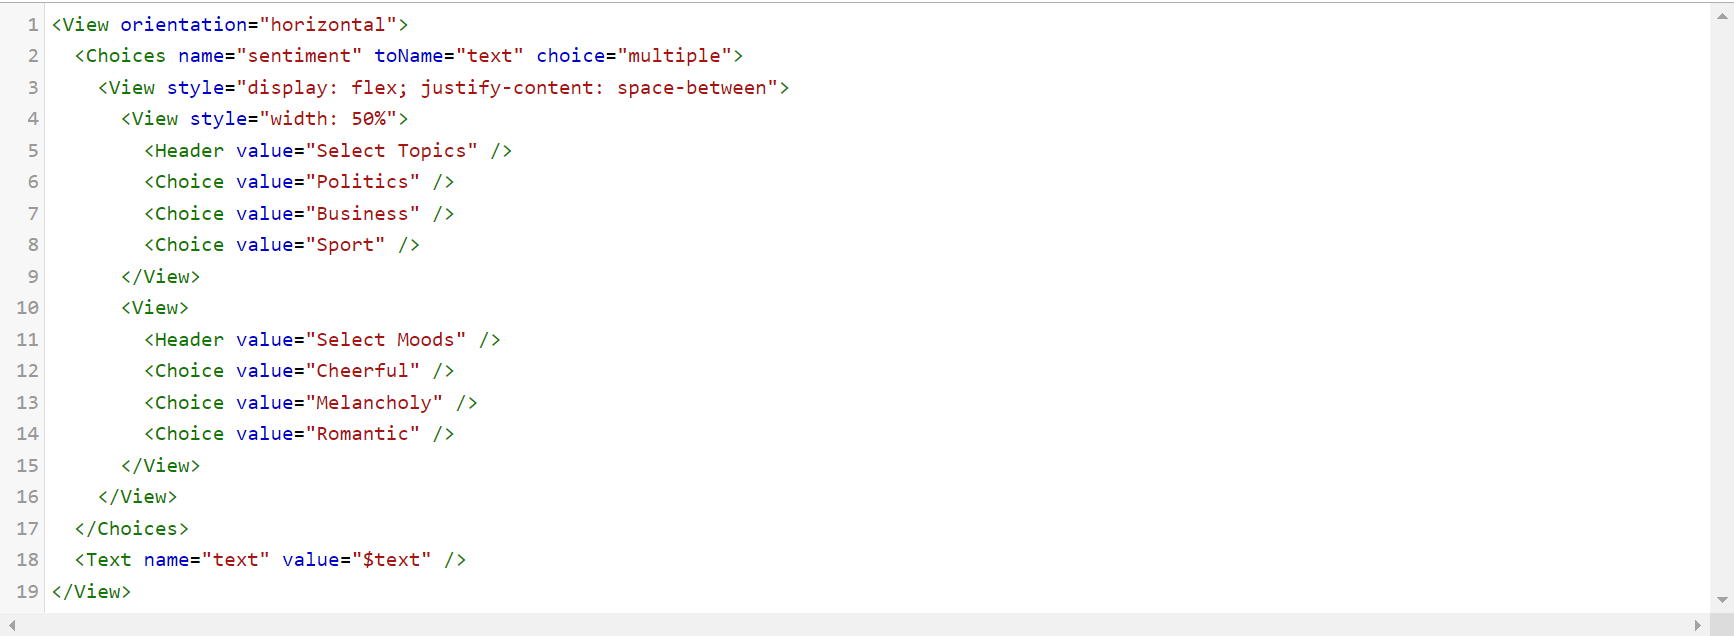 1 <View orientation="horizontal">
2   <Choices name="sentiment" toName="text" choice="multiple">
3     <View style="display: flex; justify-content: space-between">
4       <View style="width: 50%">
5         <Header value="Select Topics" />
6         <Choice value="Politics" />
7         <Choice value="Business" />
8         <Choice value="Sport" />
9       </View>
10       <View>
11         <Header value="Select Moods" />
12         <Choice value="Cheerful" />
13         <Choice value="Melancholy" />
14         <Choice value="Romantic" />
15       </View>
16     </View>
17   </Choices>
18   <Text name="text" value="$text" />
19 </View>